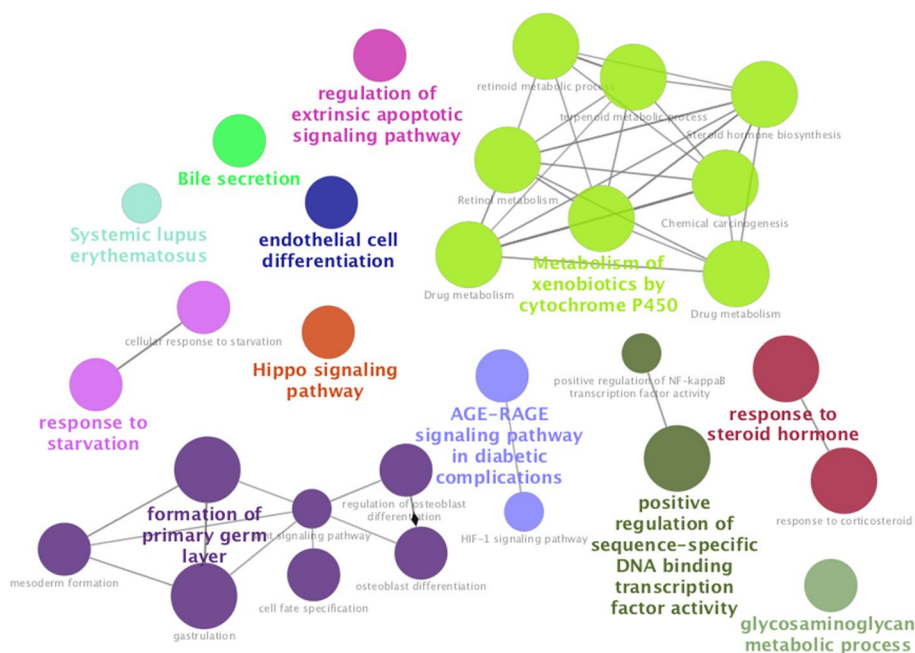 regulation of
extrinsic apoptotic
signaling pathway
Bile secretion
Systemic lupus
erythematosus
endothelial cell
differentiation
retinoid metabolic process
terpenoid metabolic process
Steroid hormone biosynthesis
Retinol metabolism
Chemical carcinogenesis
Metabolism of
xenobiotics by
cytochrome P450
Drug metabolism
Drug metabolism
cellular response to starvation
response to
starvation
Hippo signaling
pathway
AGE-RAGE
signaling pathway
in diabetic
complications
HIF-1 signaling pathway
positive regulation of NF-kappaB
transcription factor activity
positive
regulation of
sequence-specific
DNA binding
transcription
factor activity
response to
steroid hormone
response to corticosteroid
glycosaminoglycan
metabolic process
formation of
primary germ
layer
signaling pathway
regulation of osteoblast
differentiation
mesoderm formation
gastrulation
cell fate specification
osteoblast differentiation